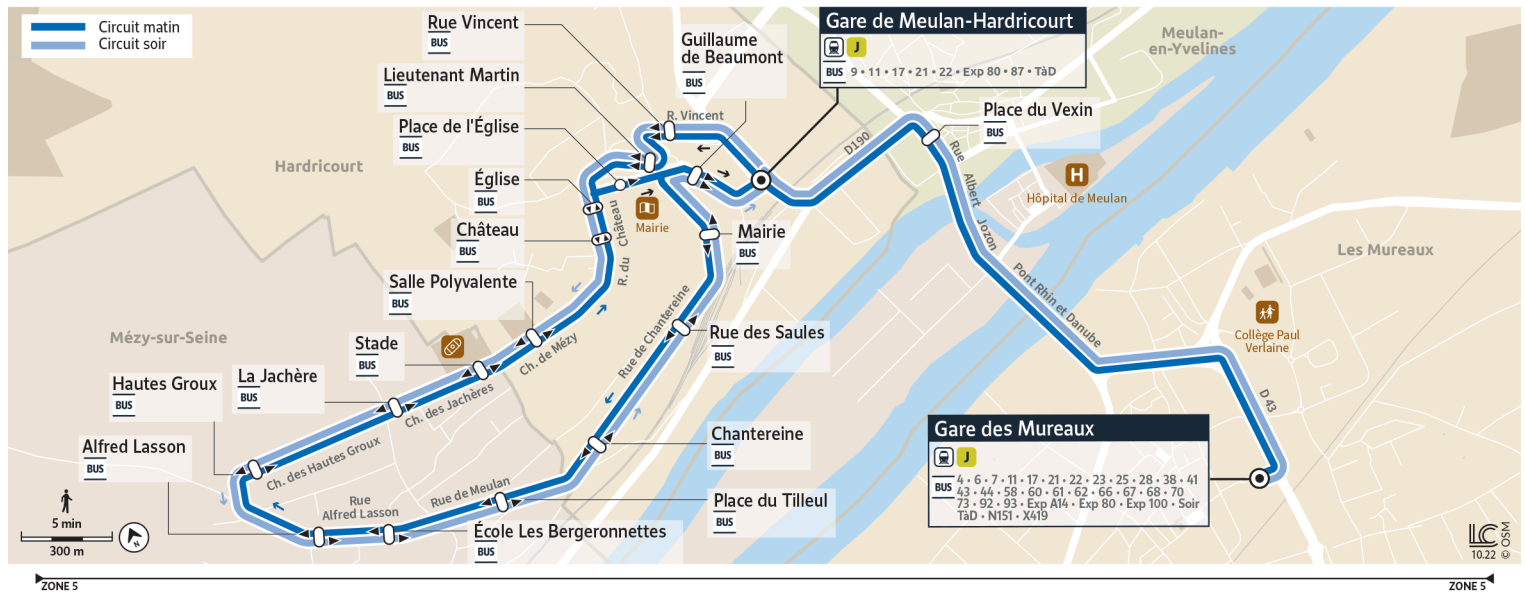 Circuit matin
Circuit soir
Rue Vincent
BUS
Lieutenant Martin
BUS
Place de l'Église
BUS
Église
BUS
Château
BUS
Salle Polyvalente
BUS
Stade
BUS
La Jachère
BUS
Hautes Groux
BUS
Alfred Lasson
BUS
Guillaume
de Beaumont
BUS
Gare de Meulan-Hardricourt
J
BUS 9 • 11 • 17 • 21 • 22 • Exp 80 • 87 • TàD
Meulan-
en-Yvelines
Place du Vexin
BUS
R. Vincent
D190
Hardricourt
Rue Albert Jozon
H
Hôpital de Meulan
Mairie
Mairie
BUS
R. du Château
Les Mureaux
Pont Rhin et Danube
Collège Paul
Verlaine
Mézy-sur-Seine
Ch. de Mézy
Rue de Chantereine
Rue des Saules
BUS
Ch. des Jachères
D 43
Chantereine
BUS
Ch. des Hautes Groux
Gare des Mureaux
J
BUS
4 • 6 • 7 • 11 • 17 • 21 • 22 • 23 • 25 • 28 • 38 • 41
43 • 44 • 58 • 60 • 61 • 62 • 66 • 67 • 68 • 70
73 • 92 • 93 • Exp A14 • Exp 80 • Exp 100 • Soir
TàD • N151 • X419
Rue de Meulan
Place du Tilleul
BUS
Rue
Alfred Lasson
École Les Bergeronnettes
BUS
5 min
300 m
N
LC
10.22
© OSM
ZONE 5
ZONE 5